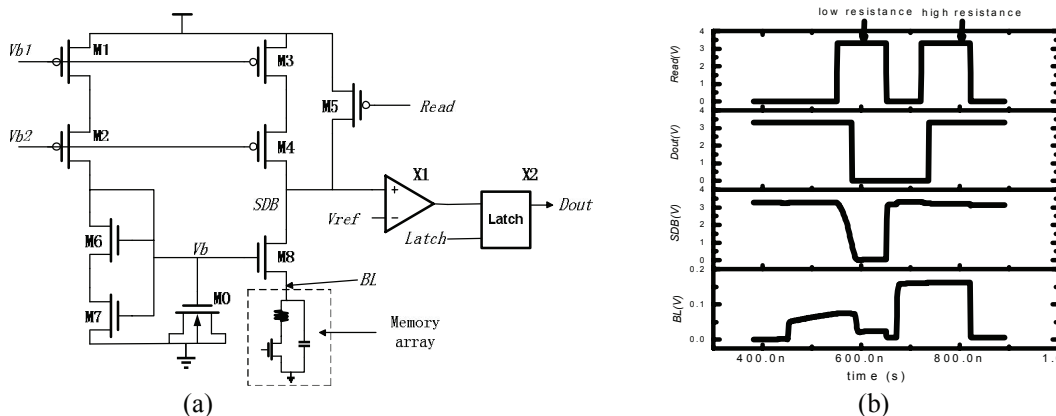 Vb1
M1
M3
M5
Read
Vb2
M2
M4
X1
X2
SDB
Vref
Latch
Latch
Dout
M6
Vb
M8
M7
M0
BL
Memory
array
(a)
low resistance high resistance
Read(V)
4
3
2
1
0
Dout(V)
3
2
1
0
SDB(V)
4
3
2
1
0
BL(V)
0.2
0.1
0.0
400.0n 600.0n 800.0n 1.0
time (s)
(b)